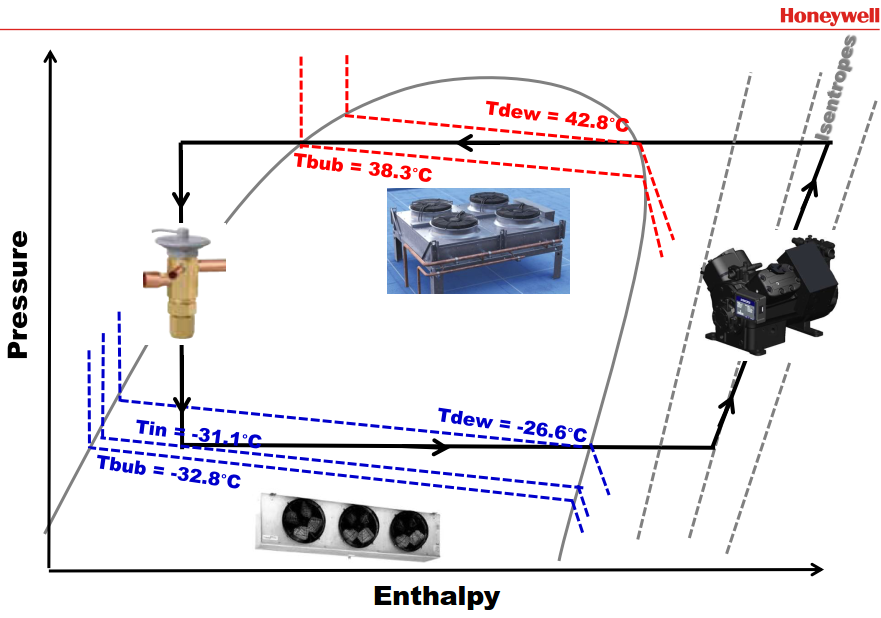 Honeywell
Isentropes
Tdew = 42.8°C
Tbub = 38.3°C
Pressure
Tdew = -26.6°C
Tin = -31.1°C
Tbub = -32.8°C
Enthalpy